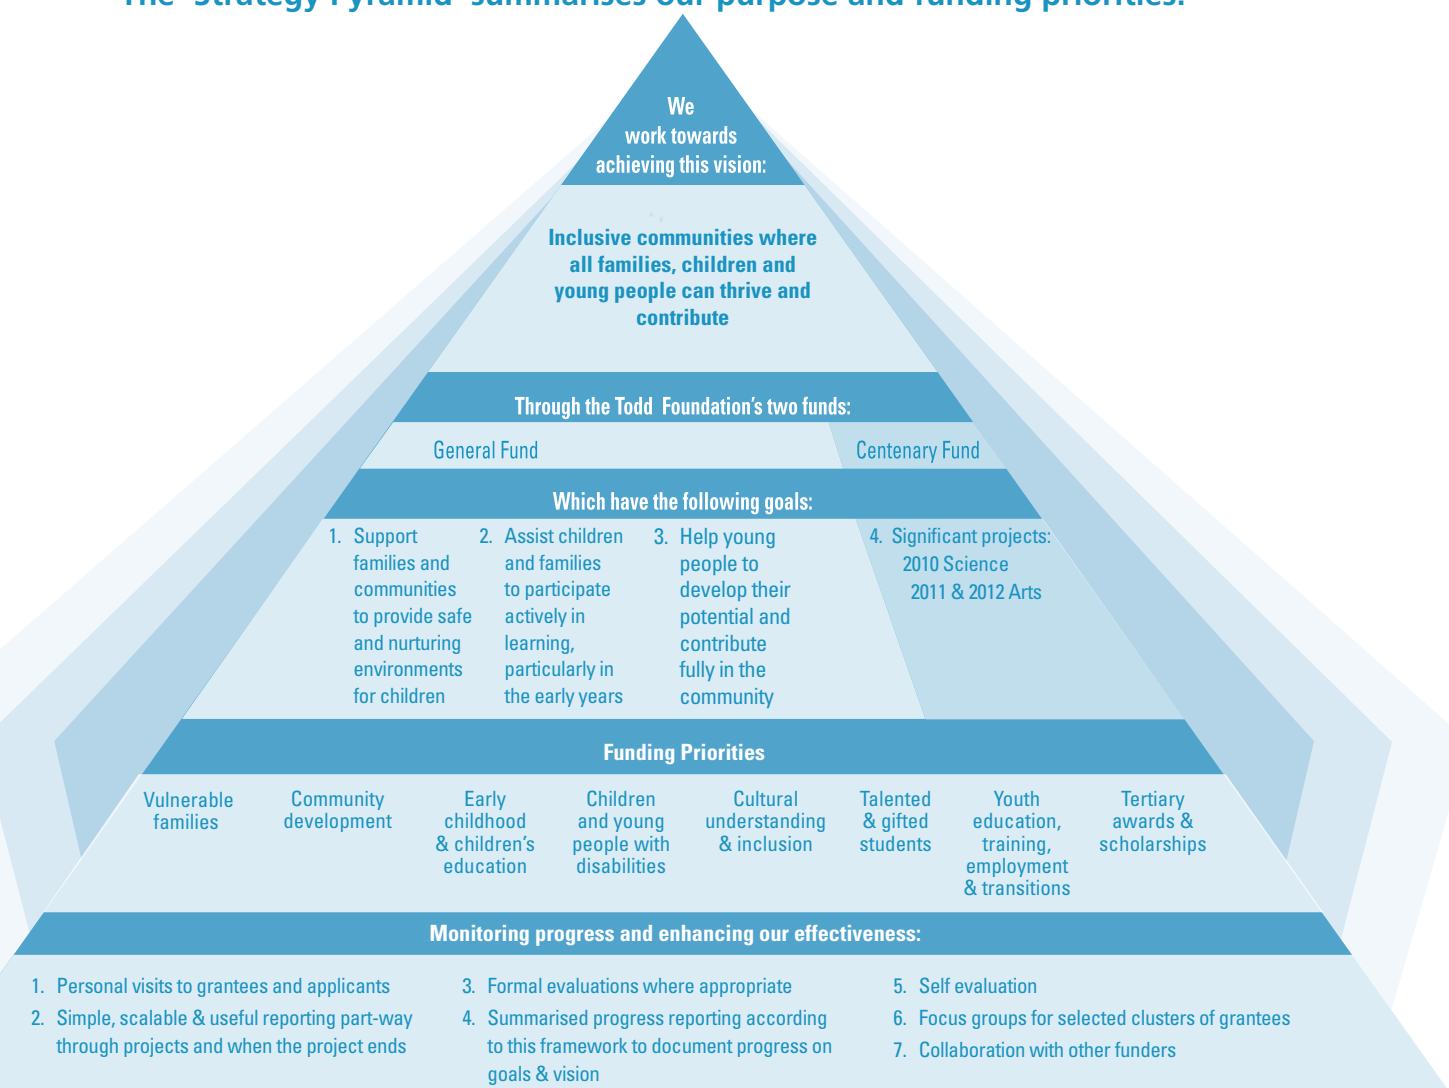 The 'Strategy Pyramid' summarises our purpose and funding priorities.
We
work towards
achieving this vision:
Inclusive communities where
all families, children and
young people can thrive and
contribute
Through the Todd Foundation's two funds:
General Fund
Centenary Fund
Which have the following goals:
1. Support
families and
communities
to provide safe
and nurturing
environments
for children
2. Assist children
and families
to participate
actively in
learning,
particularly in
the early years
3. Help young
people to
develop their
potential and
contribute
fully in the
community
4. Significant projects:
2010 Science
2011 & 2012 Arts
Funding Priorities
Vulnerable
families
Community
development
Early
childhood
& children's
education
Children
and young
people with
disabilities
Cultural
understanding
& inclusion
Talented
& gifted
students
Youth
education,
training,
employment
& transitions
Tertiary
awards &
scholarships
Monitoring progress and enhancing our effectiveness:
1. Personal visits to grantees and applicants
2. Simple, scalable & useful reporting part-way
through projects and when the project ends
3. Formal evaluations where appropriate
4. Summarised progress reporting according
to this framework to document progress on
goals & vision
5. Self evaluation
6. Focus groups for selected clusters of grantees
7. Collaboration with other funders